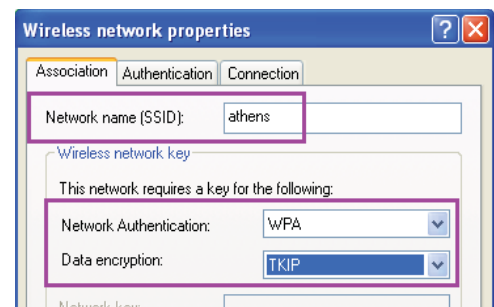 Wireless network properties
Association Authentication Connection
Network name (SSID): athens
Wireless network key
This network requires a key for the following:
Network Authentication: WPA
Data encryption: TKIP
Network key: